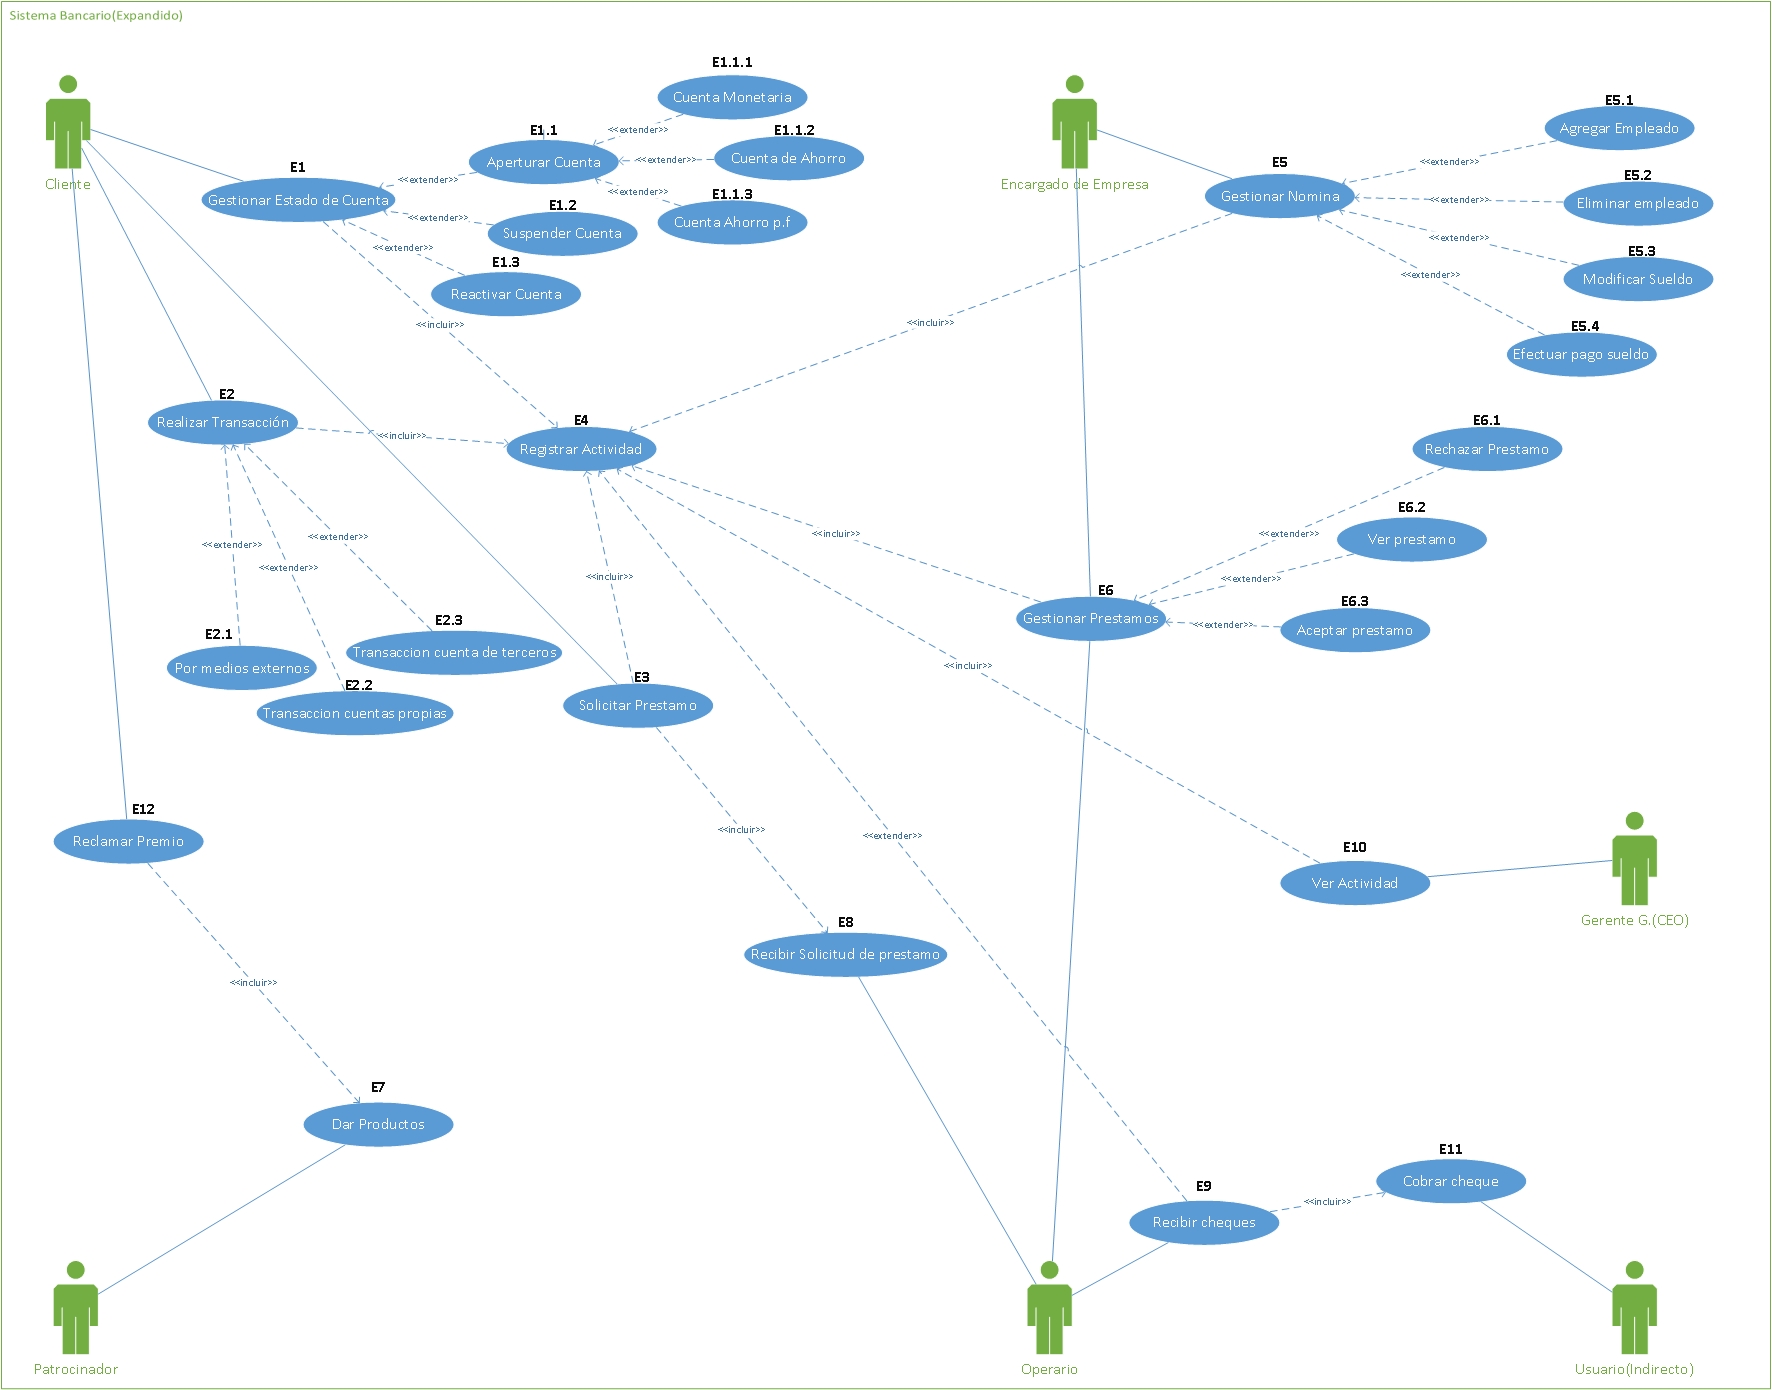 Sistema Bancario(Expandido)
E1.1.1
Cuenta Monetaria
E5.1
Agregar Empleado
<<extender>>
E1.1
E1.1.2
Aperturar Cuenta
<<extender>>
Cuenta de Ahorro
<<extender>>
E1
Cliente
<<extender>>
<<extender>>
E1.1.3
Encargado de Empresa
E5
E5.2
Gestionar Estado de Cuenta
Gestionar Nomina
<<extender>>
Eliminar empleado
E1.2
<<extender>>
Cuenta Ahorro p.f
Suspender Cuenta
<<extender>>
<<extender>>
E5.3
E1.3
<<extender>>
Modificar Sueldo
Reactivar Cuenta
<<incluir>>
<<incluir>>
E5.4
Efectuar pago sueldo
E2
Realizar Transacción
<<incluir>>
E4
Registrar Actividad
E6.1
Rechazar Prestamo
E6.2
<<extender>>
<<extender>>
<<extender>>
<<incluir>>
<<extender>>
Ver prestamo
<<incluir>>
<<extender>>
E6
E6.3
Gestionar Prestamos
<<extender>>
Aceptar prestamo
E2.1
E2.3
Por medios externos
Transaccion cuenta de terceros
<<incluir>>
E2.2
E3
Transaccion cuentas propias
Solicitar Prestamo
E12
Reclamar Premio
<<incluir>>
<<extender>>
E10
Ver Actividad
E8
Gerente G.(CEO)
Recibir Solicitud de prestamo
<<incluir>>
E7
Dar Productos
E11
Cobrar cheque
E9
<<incluir>>
Recibir cheques
Patrocinador
Operario
Usuario(Indirecto)